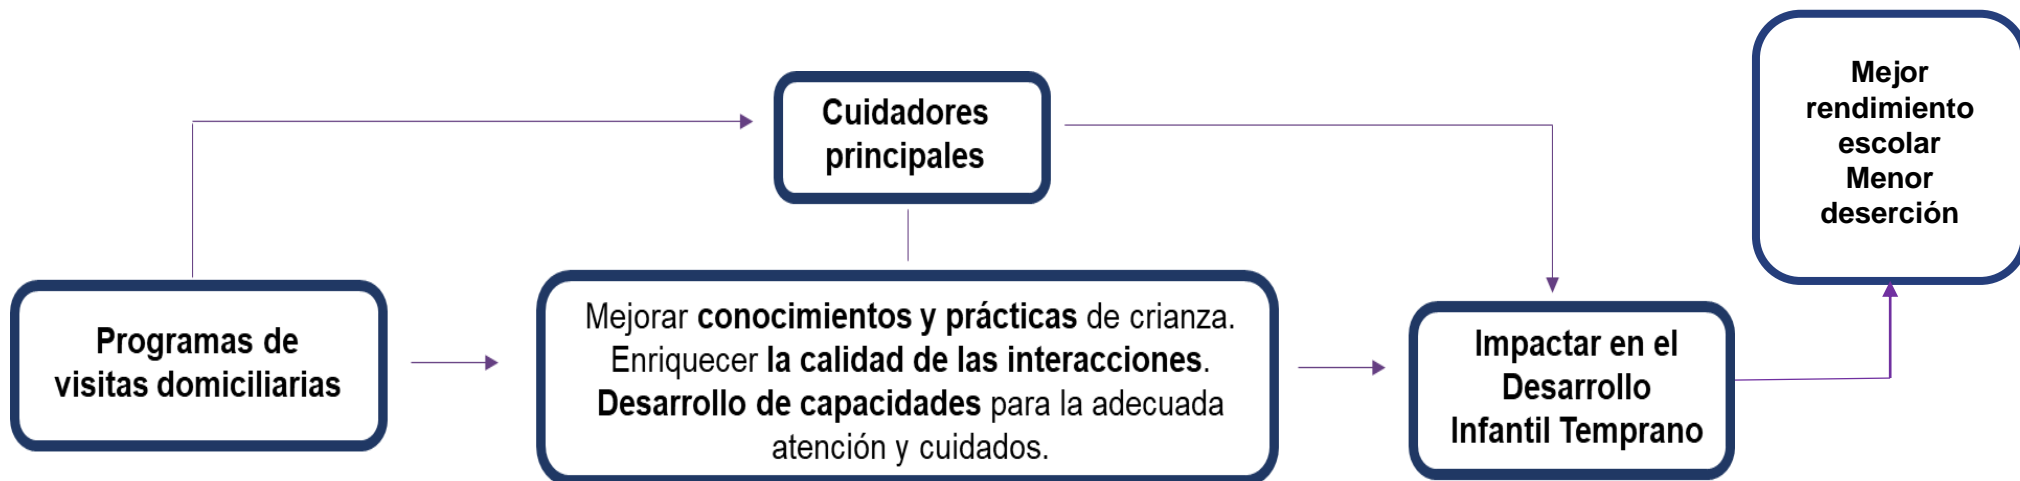 Programas de
visitas domiciliarias
Cuidadores
principales
Mejorar conocimientos y prácticas de crianza.
Enriquecer la calidad de las interacciones.
Desarrollo de capacidades para la adecuada
atención y cuidados.
Impactar en el
Desarrollo
Infantil Temprano
Mejor
rendimiento
escolar
Menor
deserción